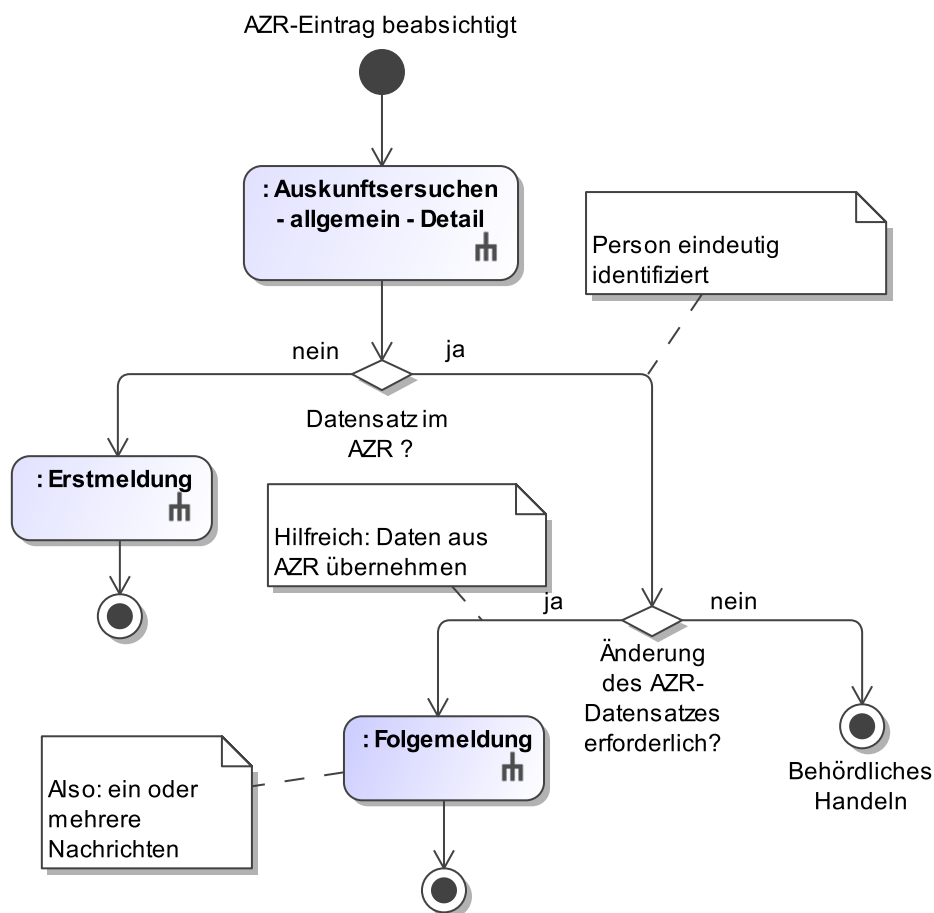 AZR-Eintrag beabsichtigt
: Auskunftsersuchen
- allgemein - Detail
Person eindeutig
identifiziert
nein
ja
Datensatz im
AZR ?
: Erstmeldung
Hilfreich: Daten aus
AZR übernehmen
ja
nein
Änderung
des AZR-
Datensatzes
erforderlich?
: Folgemeldung
Behördliches
Handeln
Also: ein oder
mehrere
Nachrichten